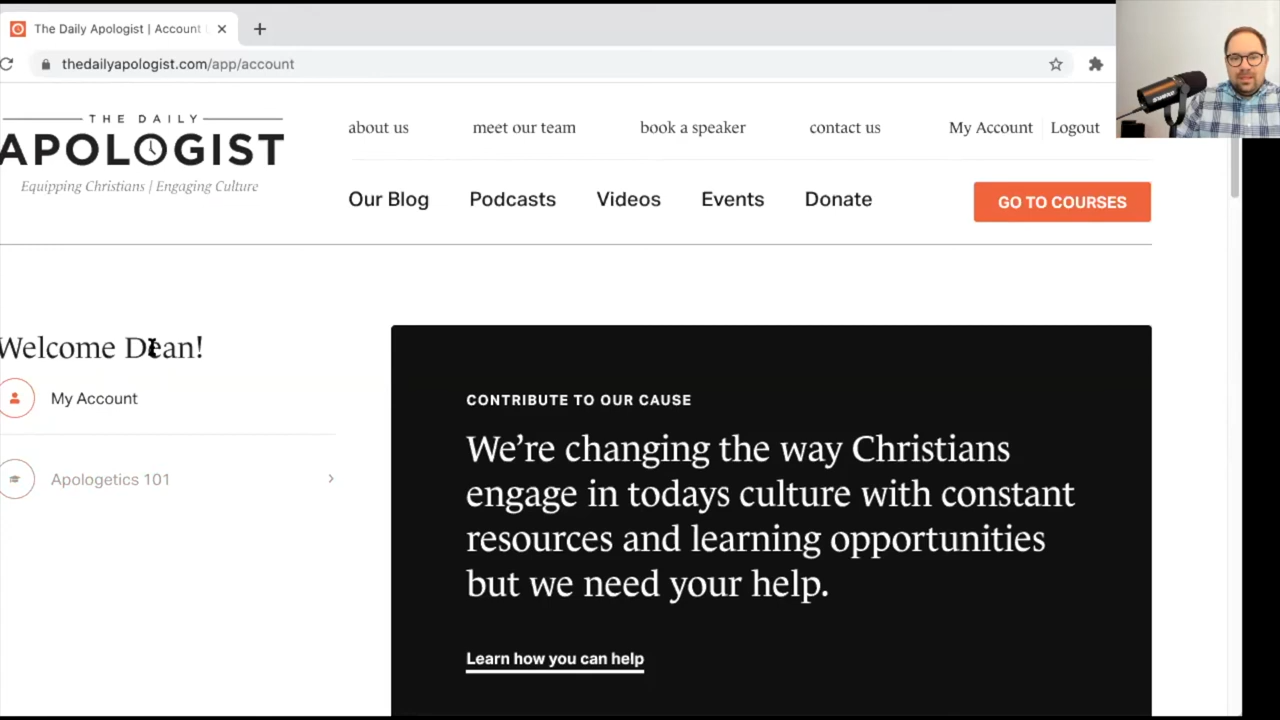 The Daily Apologist | Account
thedailyapologist.com/app/account
THE DAILY
APOLOGIST
Equipping Christians | Engaging Culture
about us
meet our team
book a speaker
contact us
My Account
Logout
Our Blog
Podcasts
Videos
Events
Donate
GO TO COURSES
Welcome Dean!
My Account
Apologetics 101
CONTRIBUTE TO OUR CAUSE
We’re changing the way Christians
engage in todays culture with constant
resources and learning opportunities
but we need your help.
Learn how you can help